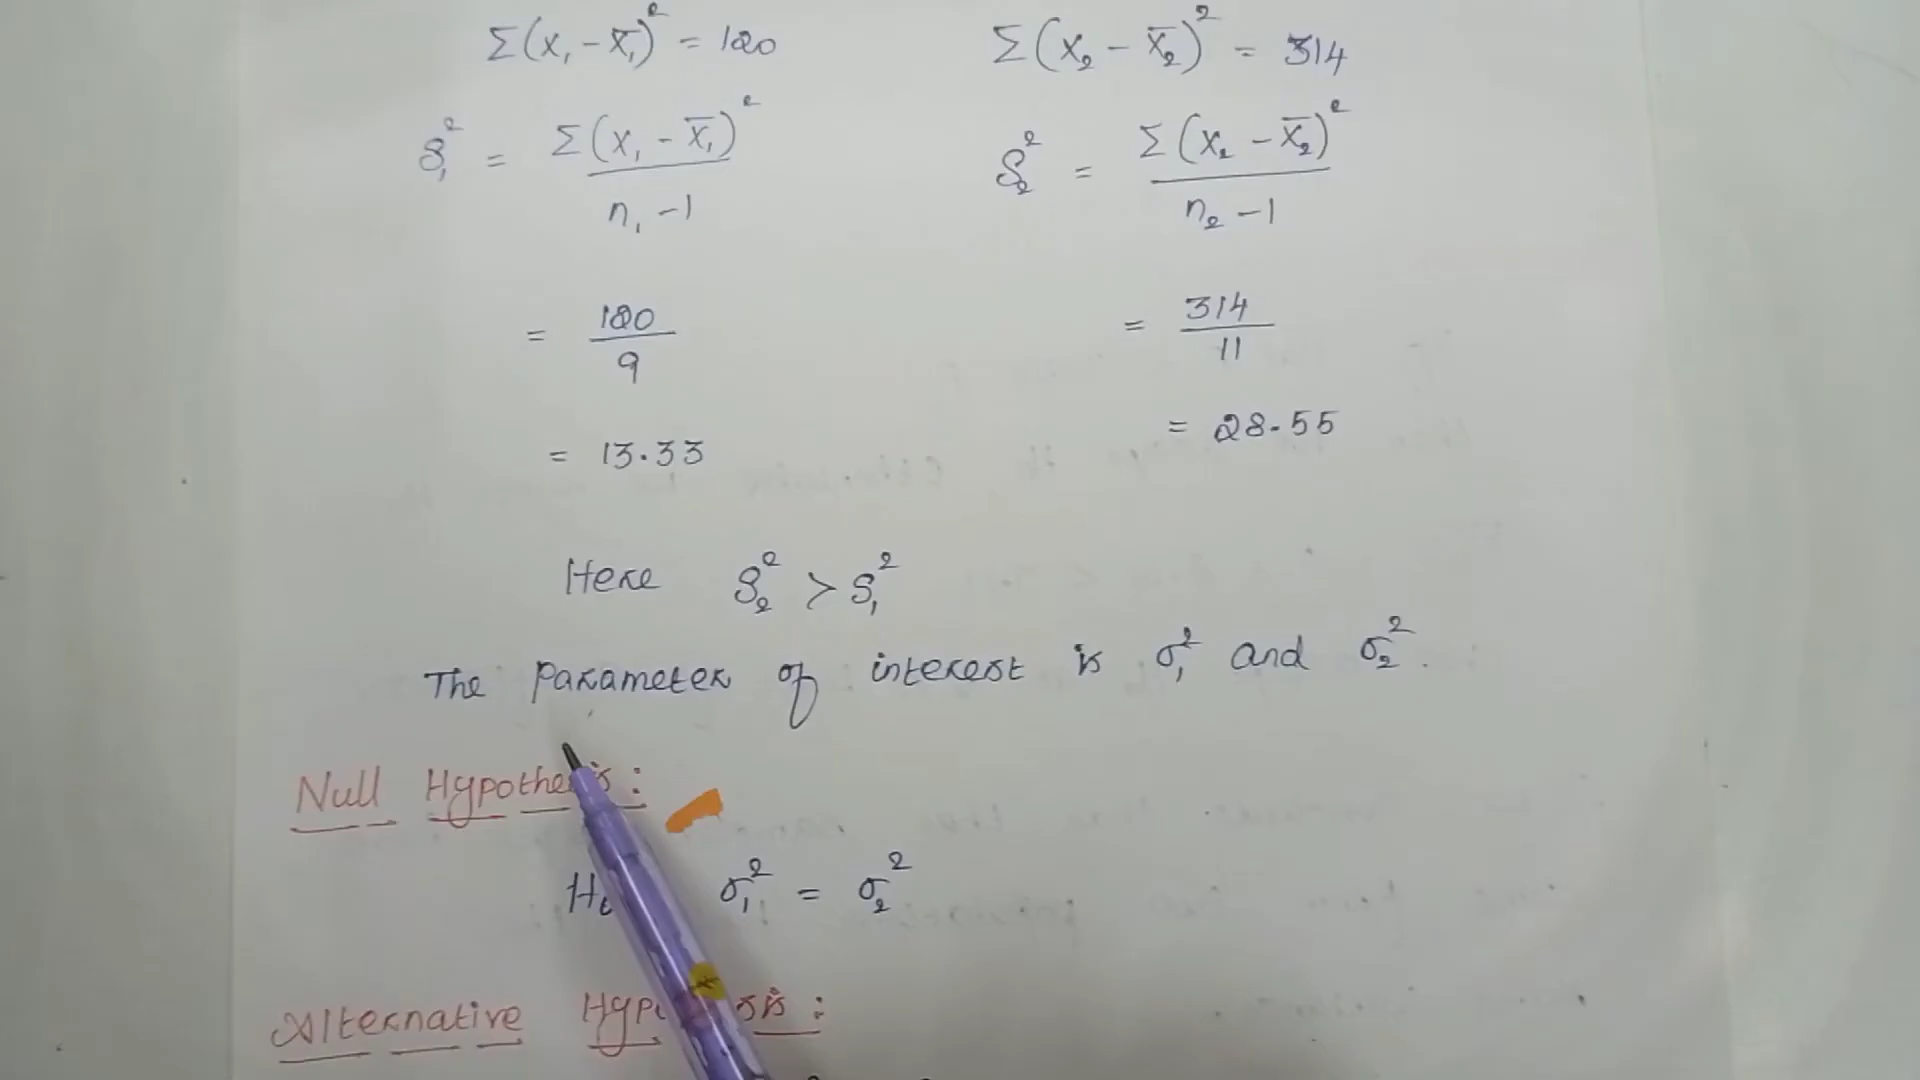 Σ(x₁ - x̄₁)² = 120
Σ(x₂ - x̄₂)² = 314
S₁² = Σ(x₁ - x̄₁)² / n₁ - 1
S₂² = Σ(x₂ - x̄₂)² / n₂ - 1
= 120 / 9
= 314 / 11
= 13.33
= 28.55
Here S₂² > S₁²
The Parameter of interest is σ₁² and σ₂².
Null Hypothesis:
σ₁² = σ₂²
Alternative